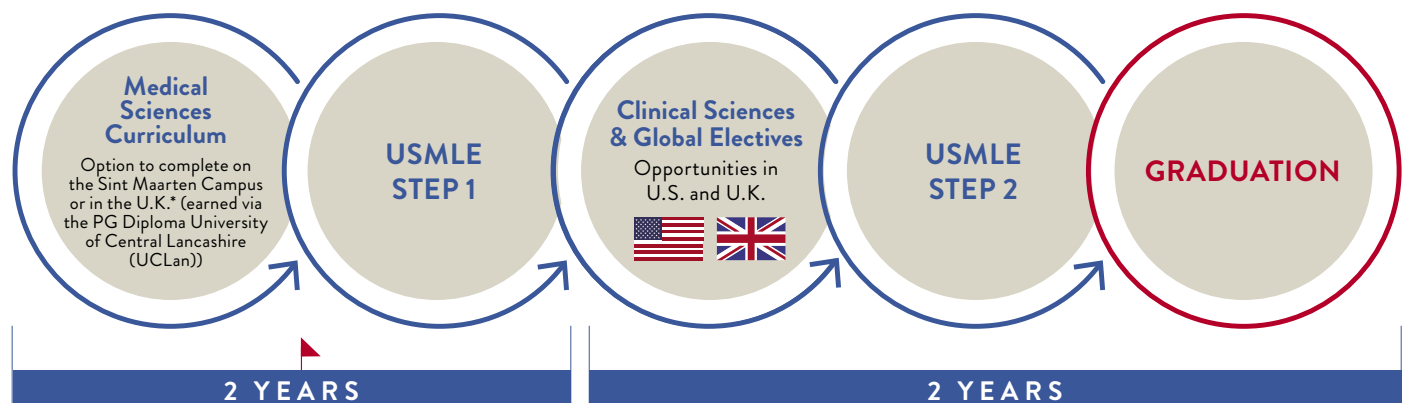 Medical
Sciences
Curriculum
Option to complete on
the Sint Maarten Campus
or in the U.K.* (earned via
the PG Diploma University
of Central Lancashire
(UCLan))
USMLE
STEP 1
Clinical Sciences
& Global Electives
Opportunities in
U.S. and U.K.
USMLE
STEP 2
GRADUATION
2 YEARS
2 YEARS